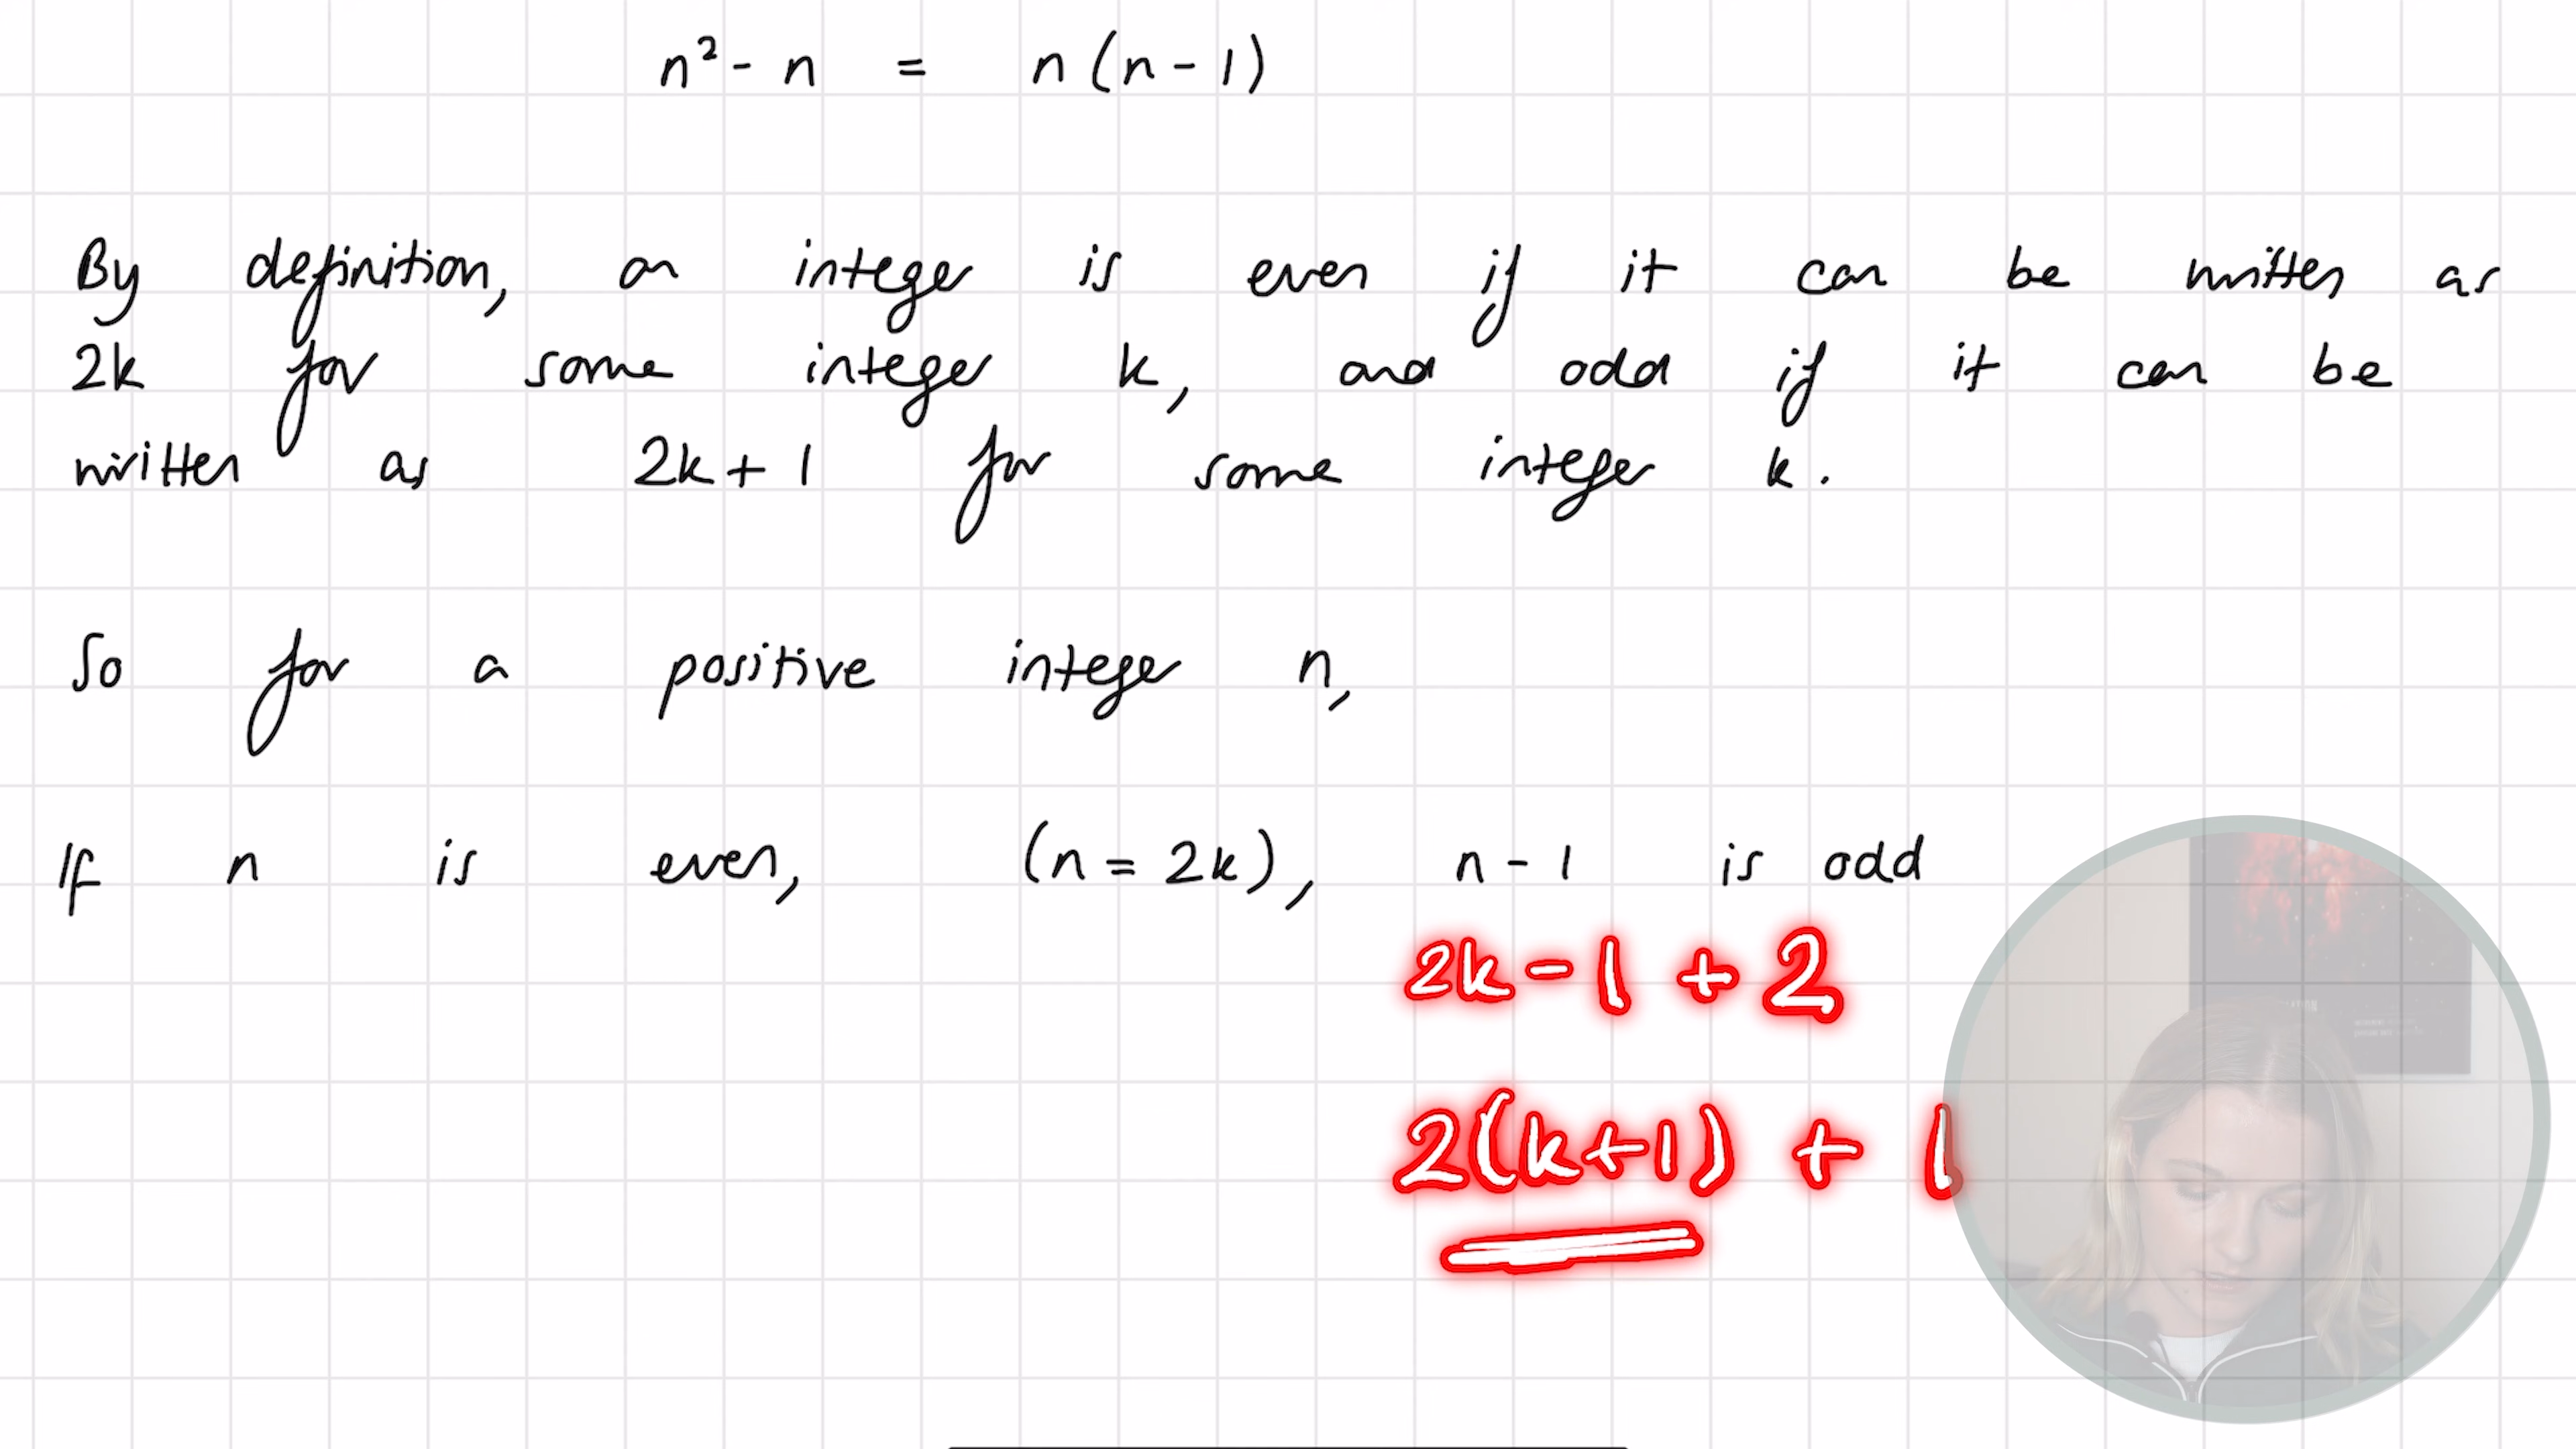 n² - n = n (n - 1)
By definition, an integer is even if it can be written as
2k for some integer k, and odd if it can be
written as 2k + 1 for some integer k.
So for a positive integer n,
If n is even, (n = 2k), n - 1 is odd
2k - 1 + 2
2(k+1) + 1